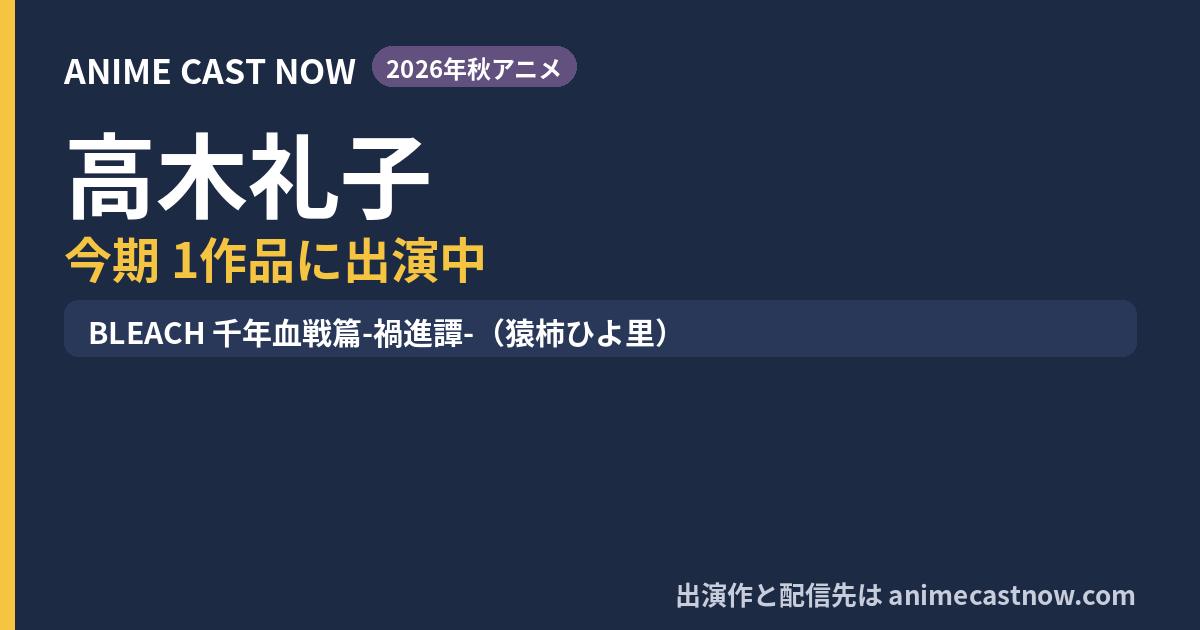 ANIME CAST NOW 2026年秋アニメ
高木礼子
今期 1作品に出演中
BLEACH 千年血戦篇-禍進譚-（猿柿ひよ里）
出演作と配信先は animecastnow.com